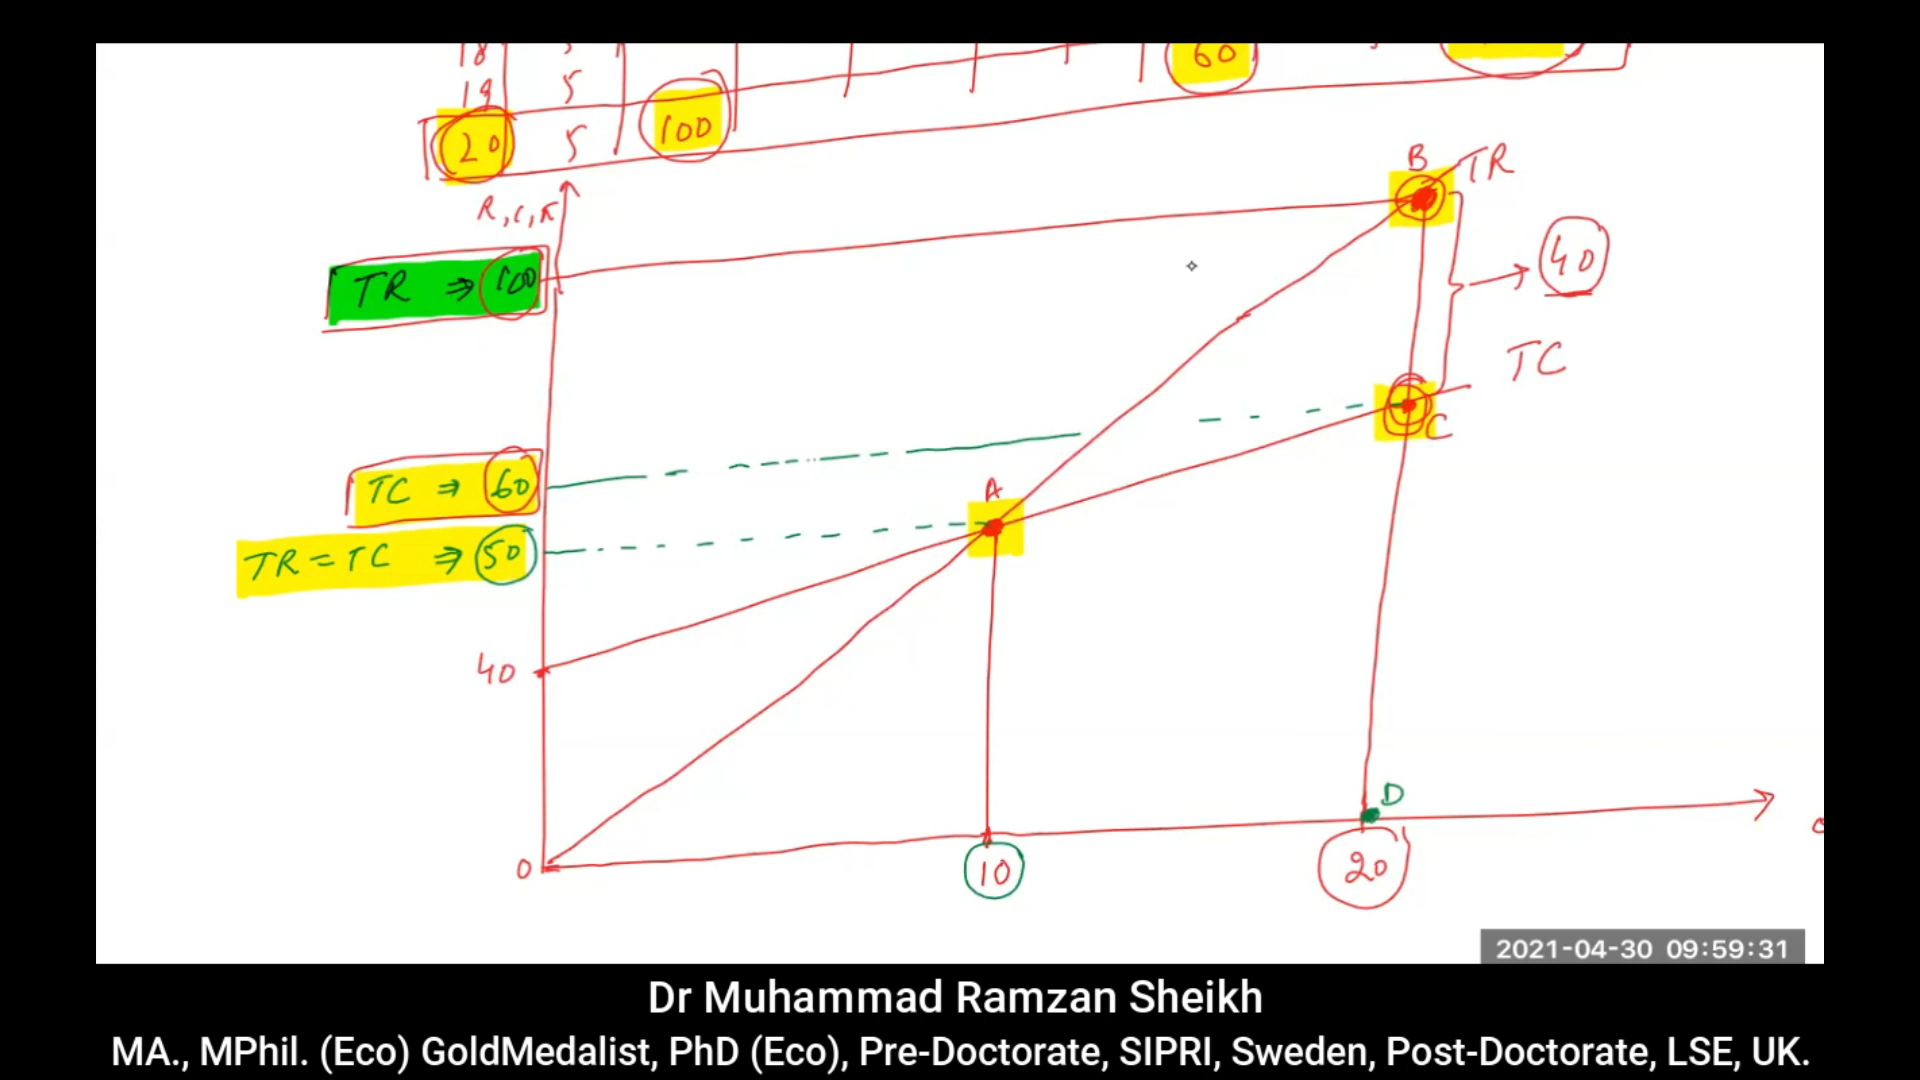 18 5 60
19 5
20 5 100
R, C, π
B TR
TR ⇒ 100
40
TC
C
TC ⇒ 60
A
TR = TC ⇒ 50
40
D
0
10
20
2021-04-30 09:59:31
Dr Muhammad Ramzan Sheikh
MA., MPhil. (Eco) GoldMedalist, PhD (Eco), Pre-Doctorate, SIPRI, Sweden, Post-Doctorate, LSE, UK.